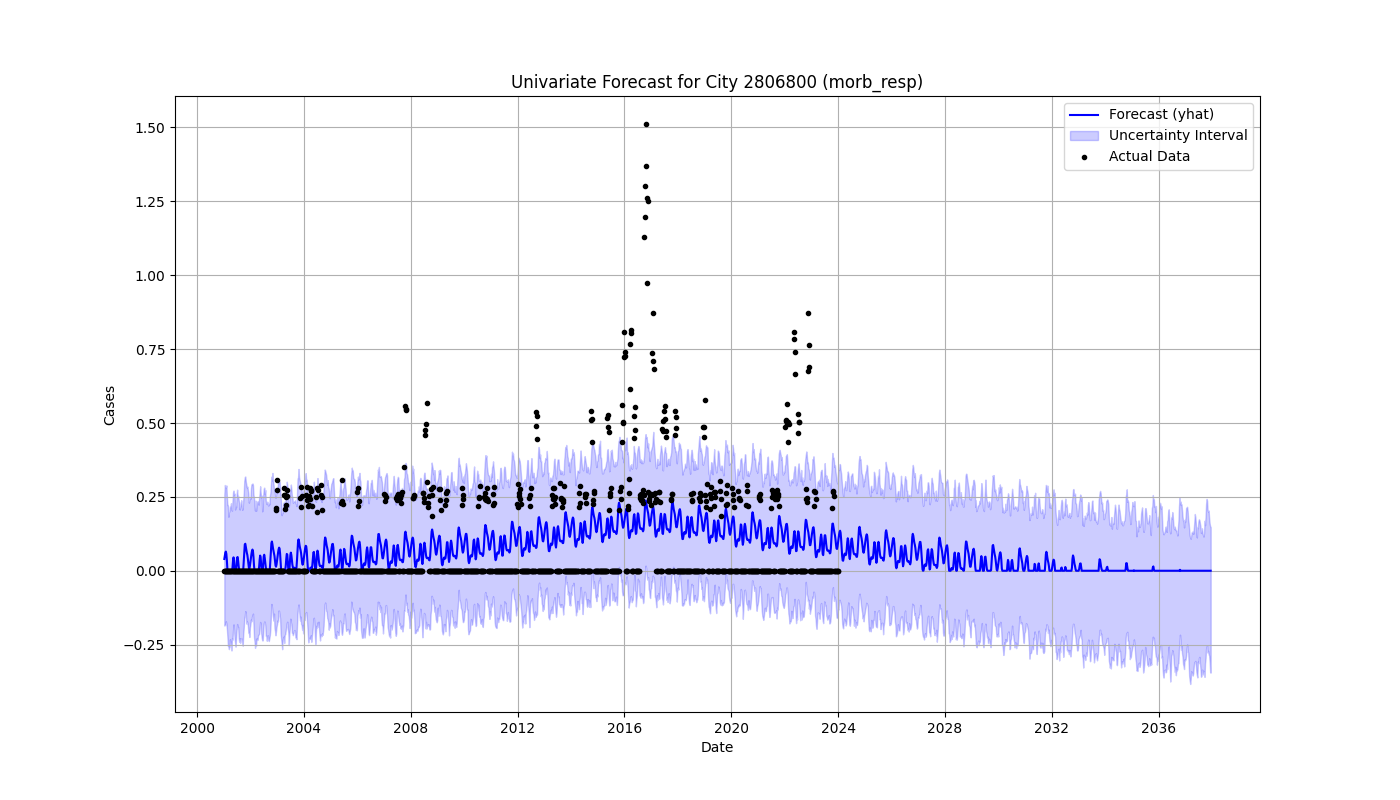 Univariate Forecast for City 2806800 (morb_resp)
Forecast (yhat)
Uncertainty Interval
Actual Data
Cases
1.50
1.25
1.00
0.75
0.50
0.25
0.00
−0.25
2000 2004 2008 2012 2016 2020 2024 2028 2032 2036
Date